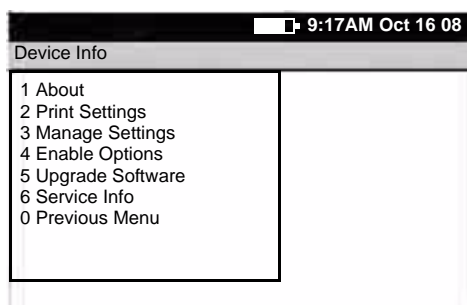 9:17AM Oct 16 08
Device Info
1 About
2 Print Settings
3 Manage Settings
4 Enable Options
5 Upgrade Software
6 Service Info
0 Previous Menu